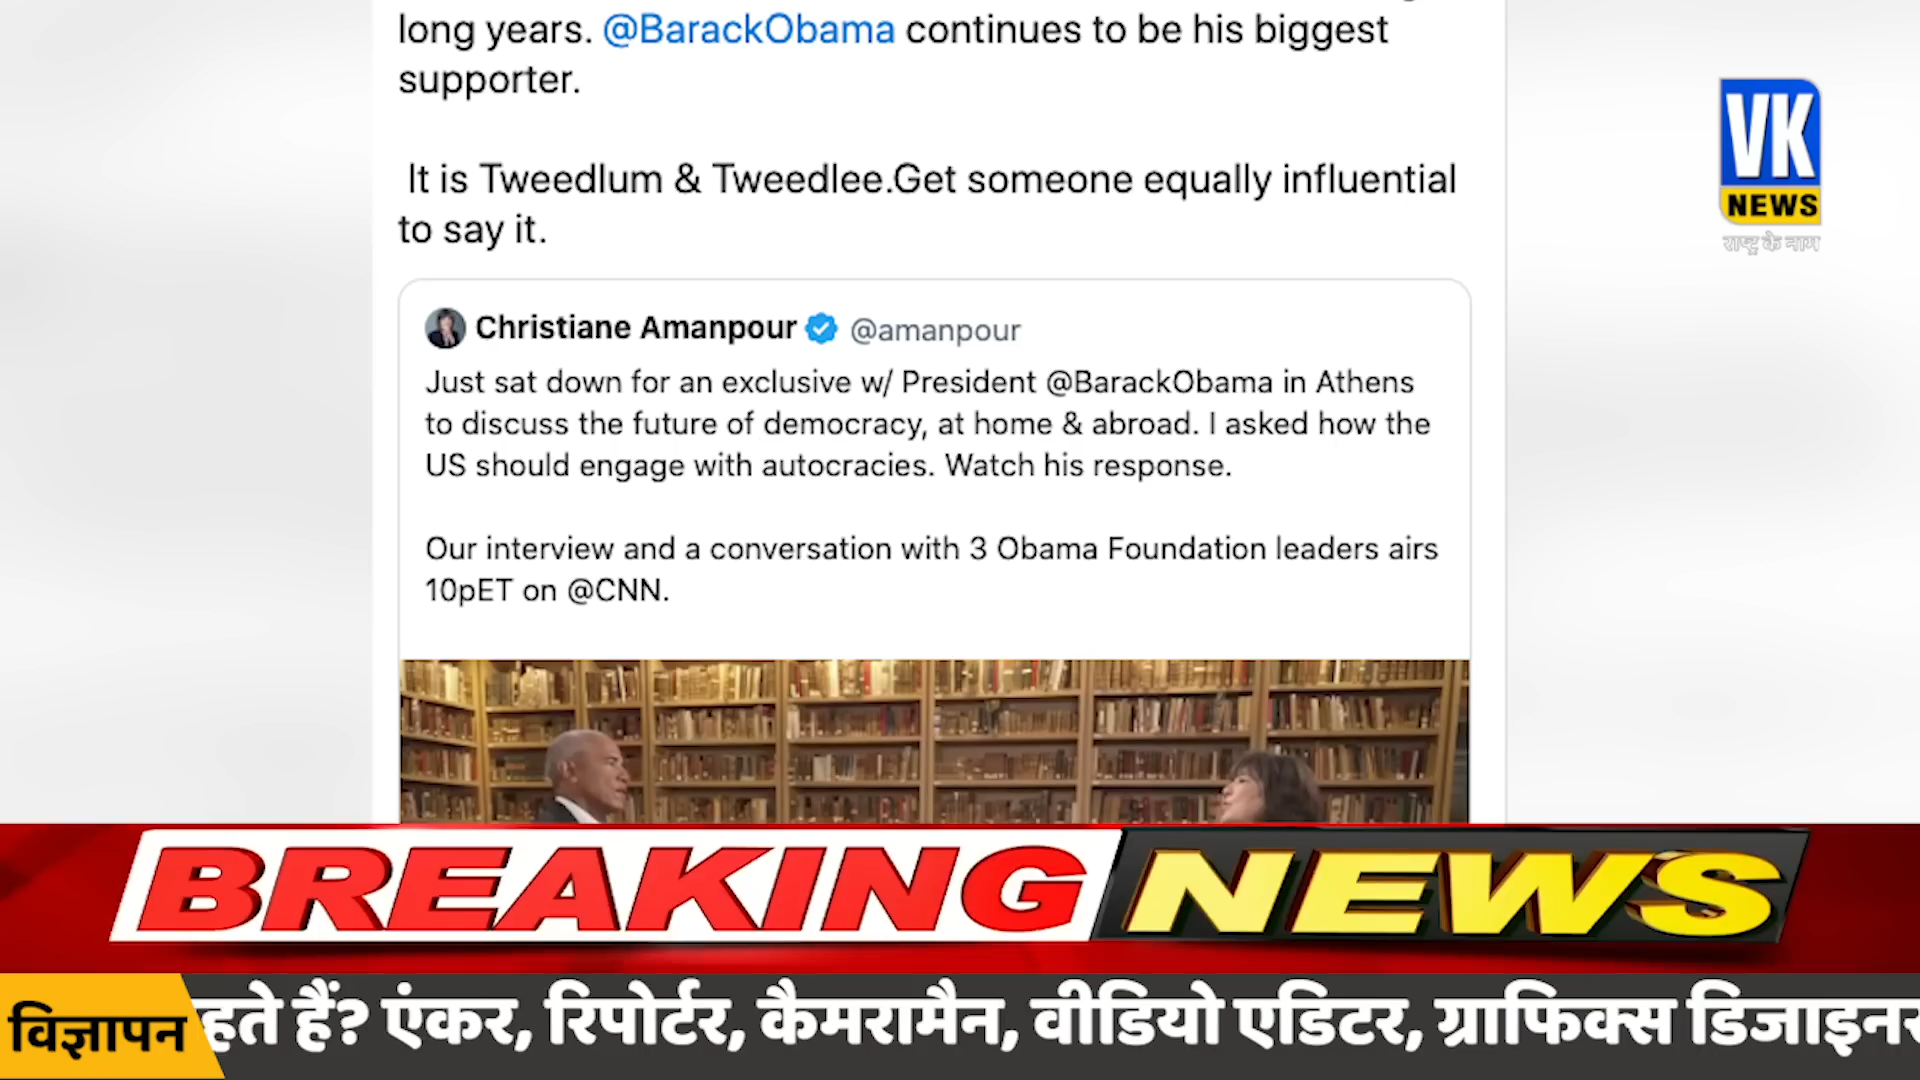 long years. @BarackObama continues to be his biggest
supporter.
It is Tweedlum & Tweedlee.Get someone equally influential
to say it.
VK
NEWS
राष्ट्र के नाम
Christiane Amanpour @amanpour
Just sat down for an exclusive w/ President @BarackObama in Athens
to discuss the future of democracy, at home & abroad. I asked how the
US should engage with autocracies. Watch his response.
Our interview and a conversation with 3 Obama Foundation leaders airs
10pET on @CNN.
BREAKING NEWS
विज्ञापन
हते हैं? एंकर, रिपोर्टर, कैमरामैन, वीडियो एडिटर, ग्राफिक्स डिजाइनर